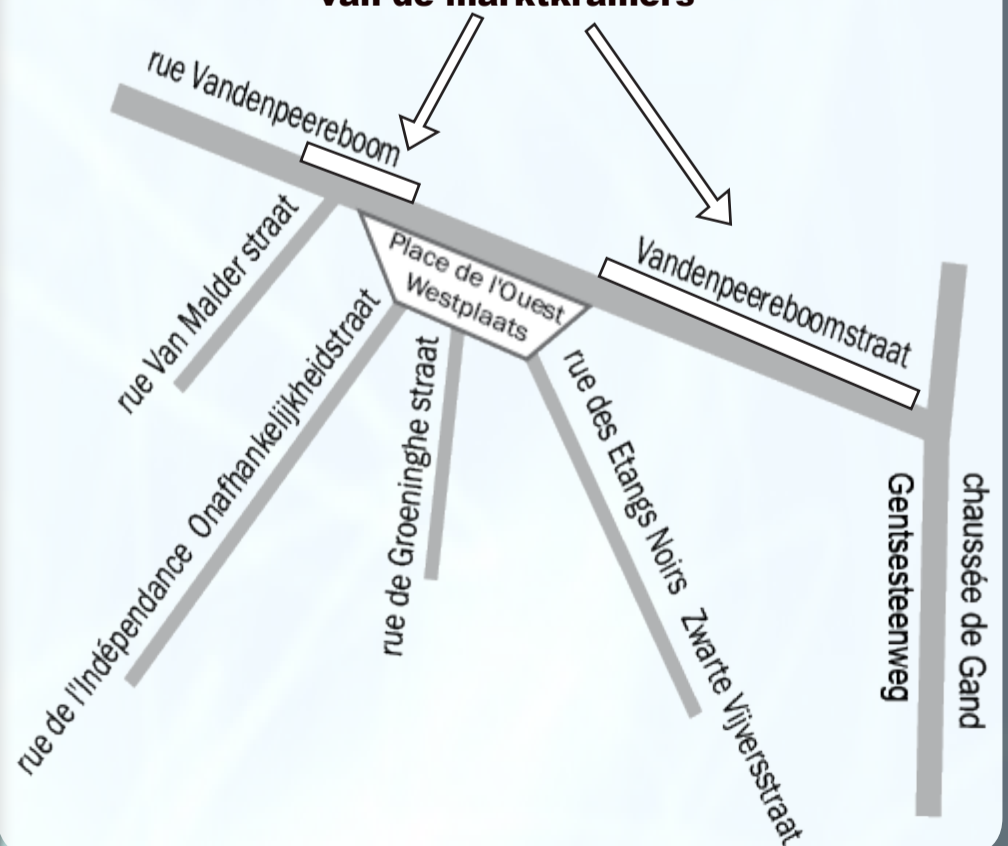 van de marktkramers
rue Vandenpeereboom
Vandenpeereboomstraat
Place de l'Ouest
Westplaats
rue Van Malder straat
rue de l'Indépendance Onafhankelijkheidstraat
rue de Groeninghe straat
rue des Etangs Noirs Zwarte Vijversstraat
Gentsesteenweg
chaussée de Gand